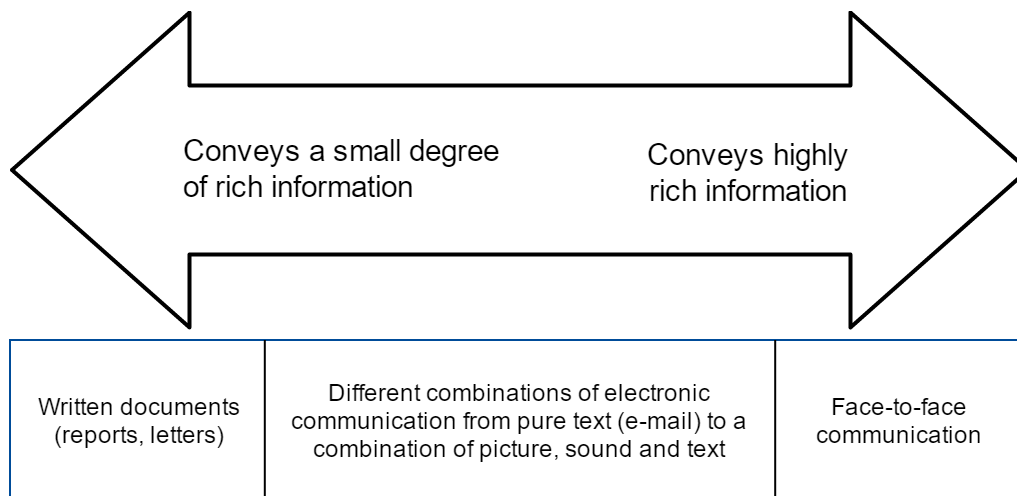 Conveys a small degree
of rich information
Conveys highly
rich information
Written documents
(reports, letters)
Different combinations of electronic
communication from pure text (e-mail) to a
combination of picture, sound and text
Face-to-face
communication